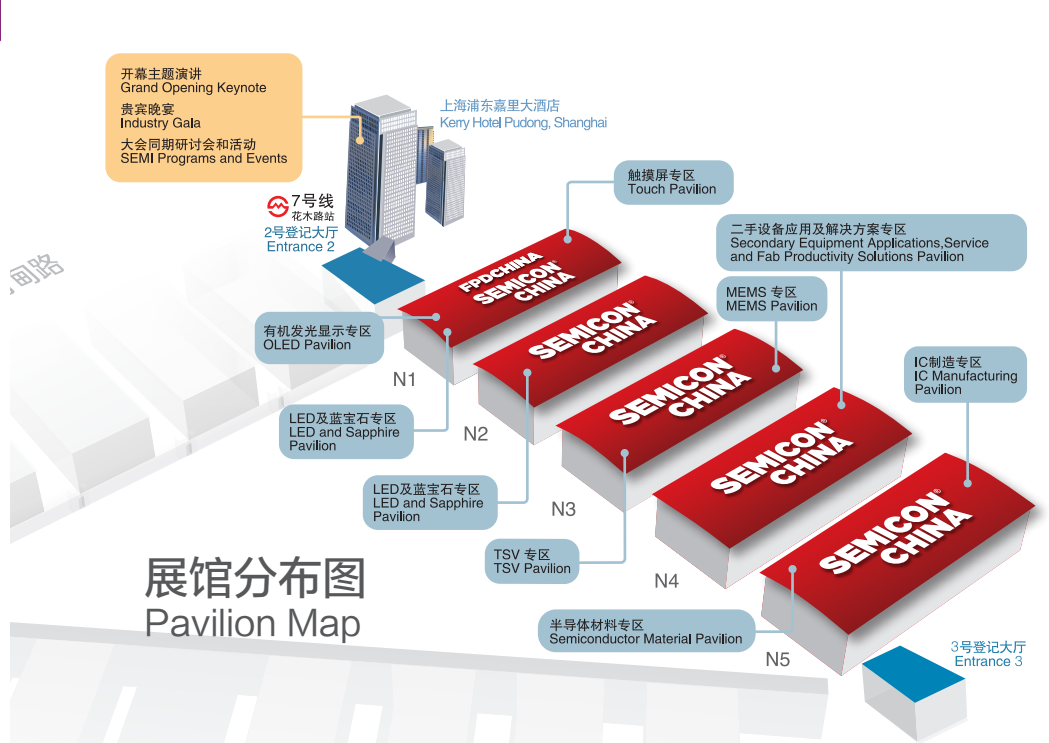 开幕主题演讲
Grand Opening Keynote
贵宾晚宴
Industry Gala
大会同期研讨会和活动
SEMI Programs and Events
上海浦东嘉里大酒店
Kerry Hotel Pudong, Shanghai
7号线
花木路站
2号登记大厅
Entrance 2
触摸屏专区
Touch Pavilion
二手设备应用及解决方案专区
Secondary Equipment Applications,Service
and Fab Productivity Solutions Pavilion
MEMS 专区
MEMS Pavilion
IC制造专区
IC Manufacturing
Pavilion
FPDCHINA
SEMICON®
CHINA
SEMICON®
CHINA
SEMICON®
CHINA
SEMICON®
CHINA
SEMICON®
CHINA
有机发光显示专区
OLED Pavilion
N1
LED及蓝宝石专区
LED and Sapphire
Pavilion
N2
LED及蓝宝石专区
LED and Sapphire
Pavilion
N3
TSV 专区
TSV Pavilion
N4
半导体材料专区
Semiconductor Material Pavilion
N5
3号登记大厅
Entrance 3
展馆分布图
Pavilion Map
路